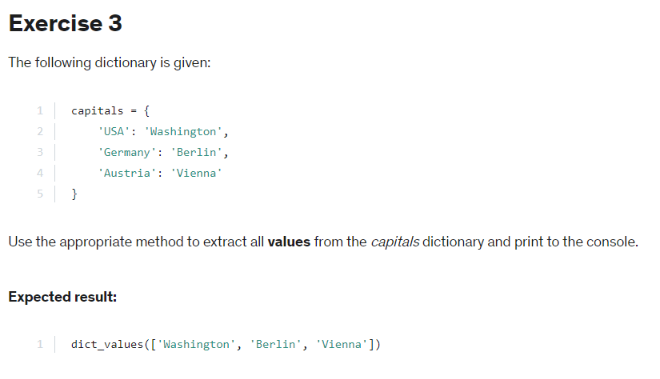 Exercise 3
The following dictionary is given:
1 capitals = {
2     'USA': 'Washington',
3     'Germany': 'Berlin',
4     'Austria': 'Vienna'
5 }
Use the appropriate method to extract all values from the capitals dictionary and print to the console.
Expected result:
1 dict_values(['Washington', 'Berlin', 'Vienna'])